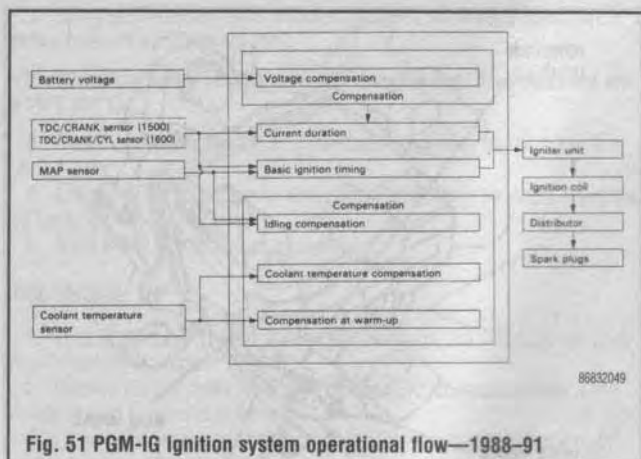 Battery voltage
Voltage compensation
Compensation
TDC/CRANK sensor (1500)
TDC/CRANK/CYL sensor (1600)
Current duration
MAP sensor
Basic ignition timing
Igniter unit
Ignition coil
Distributor
Spark plugs
Compensation
Idling compensation
Coolant temperature compensation
Coolant temperature
sensor
Compensation at warm-up
86832049
Fig. 51 PGM-IG Ignition system operational flow—1988–91